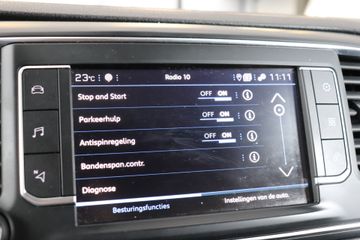 23°C Radio 10 11:11
Stop and Start OFF ON
Parkeerhulp OFF ON
Antispinregeling OFF ON
Bandenspan.contr.
Diagnose
Besturingsfuncties Instellingen van de auto.